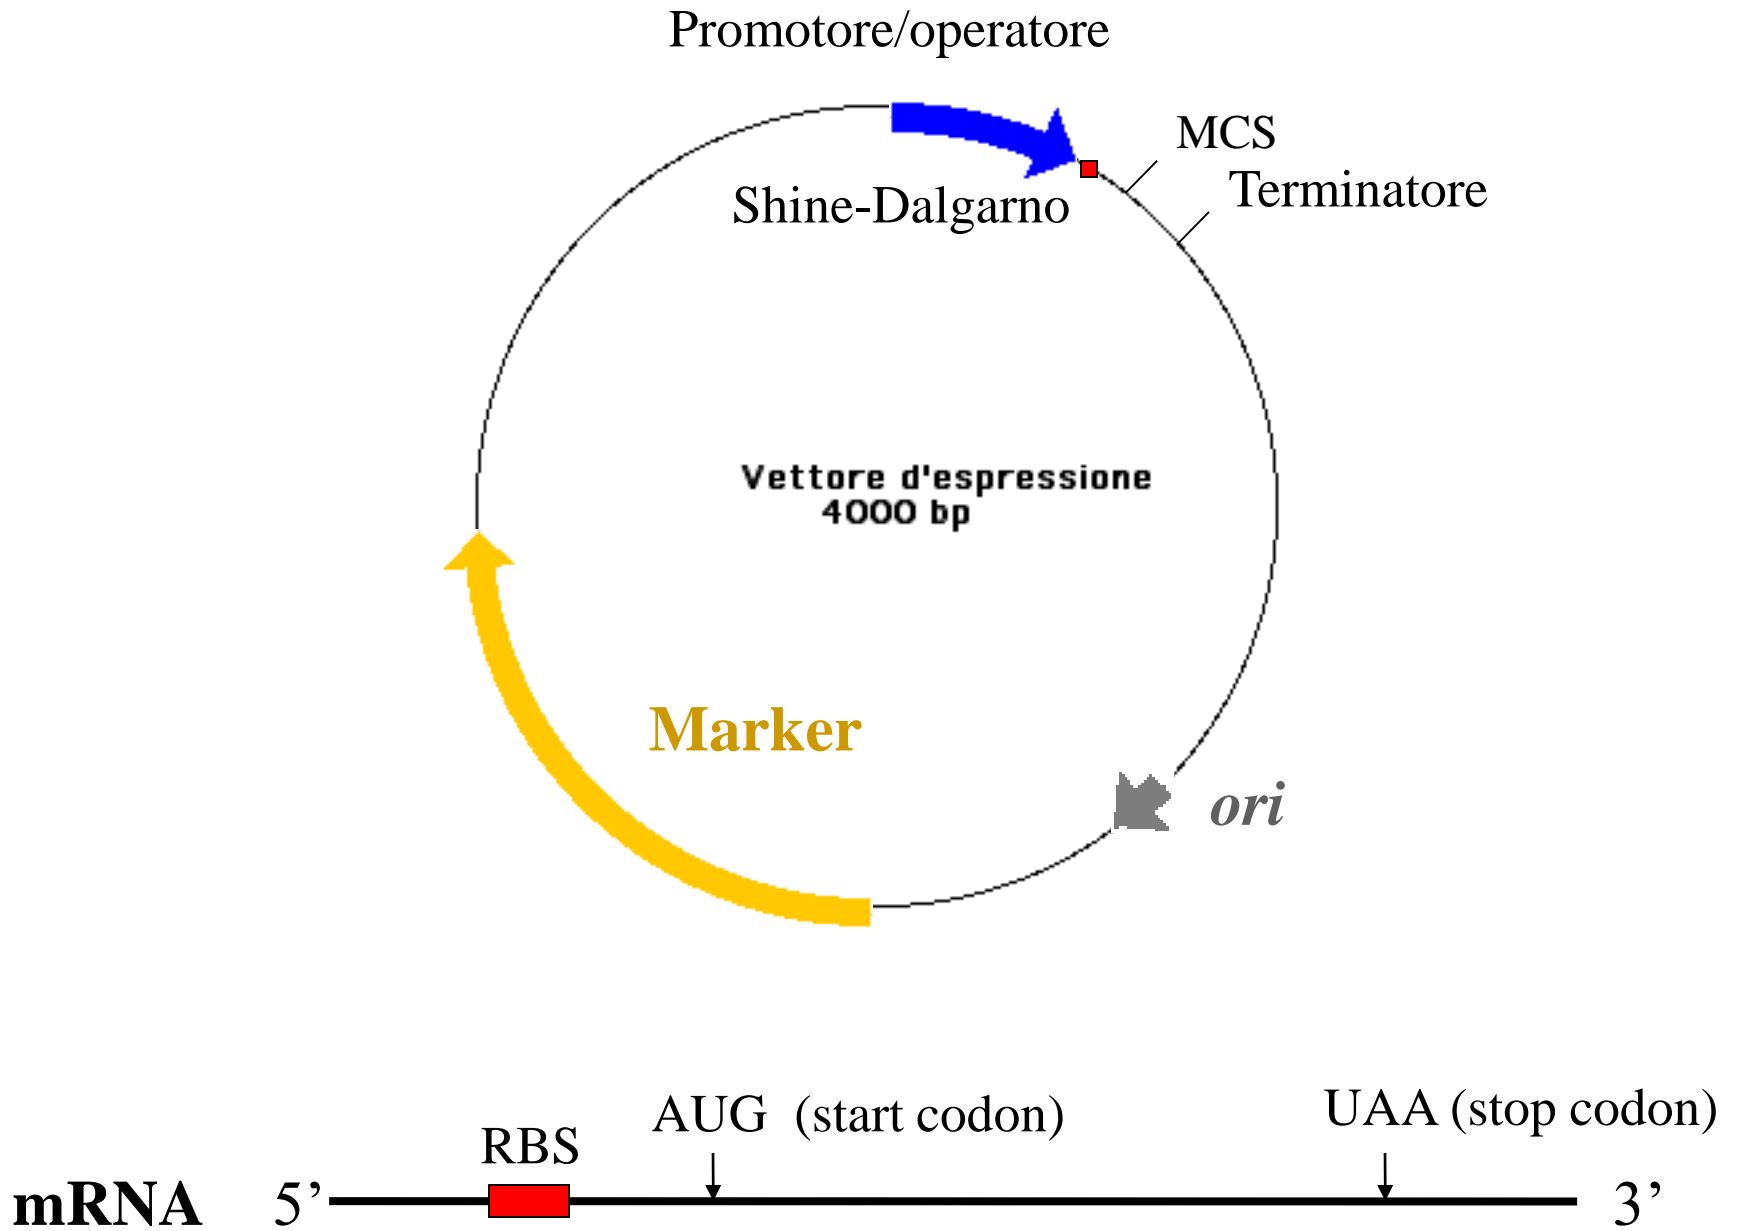 Promotore/operatore
MCS
Terminatore
Shine-Dalgarno
Vettore d'espressione
4000 bp
Marker
ori
AUG (start codon)
UAA (stop codon)
RBS
mRNA 5’ 3’